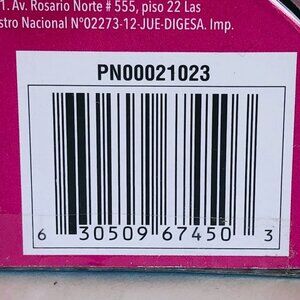 1. Av. Rosario Norte # 555, piso 22 Las
stro Nacional N°02273-12-JUE-DIGESA. Imp.
PN00021023
6 30509 67450 3